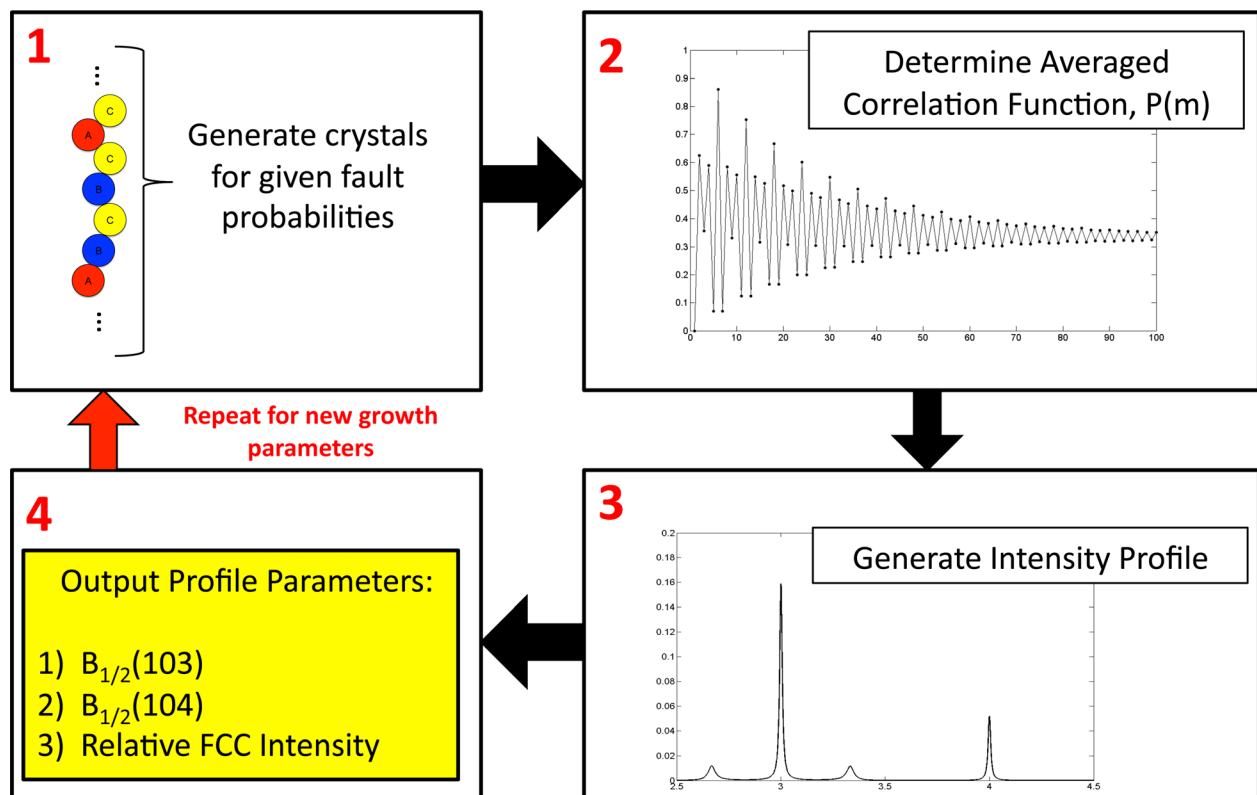 1
⋮
C
A
C
B
C
B
A
⋮
Generate crystals
for given fault
probabilities
2
Determine Averaged
Correlation Function, P(m)
1
0.9
0.8
0.7
0.6
0.5
0.4
0.3
0.2
0.1
0
0 10 20 30 40 50 60 70 80 90 100
Repeat for new growth
parameters
3
Generate Intensity Profile
0.2
0.18
0.16
0.14
0.12
0.1
0.08
0.06
0.04
0.02
0
2.5 3 3.5 4 4.5
4
Output Profile Parameters:
1) B1/2(103)
2) B1/2(104)
3) Relative FCC Intensity